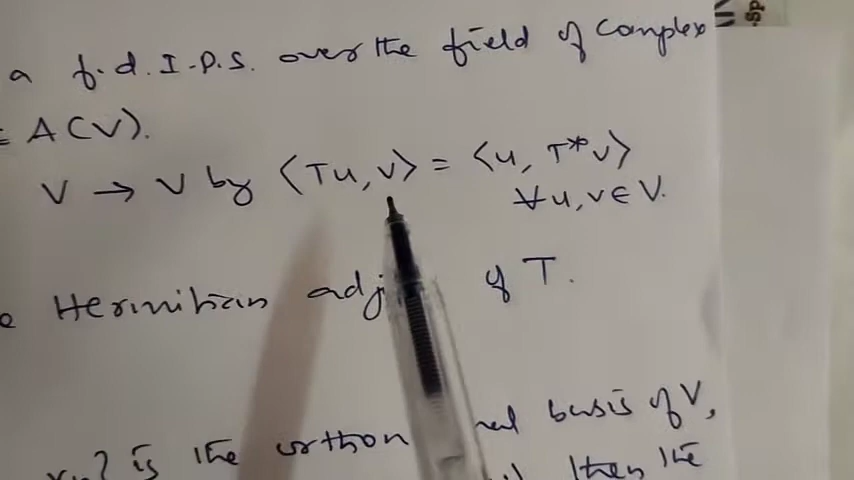 a f.d.I.P.S. over the field of Complex
= A(V).
V → V by ⟨Tu, v⟩ = ⟨u, T*v⟩
∀u, v ∈ V.
Hermitian adj of T.
is the orthon basis of V,
then the